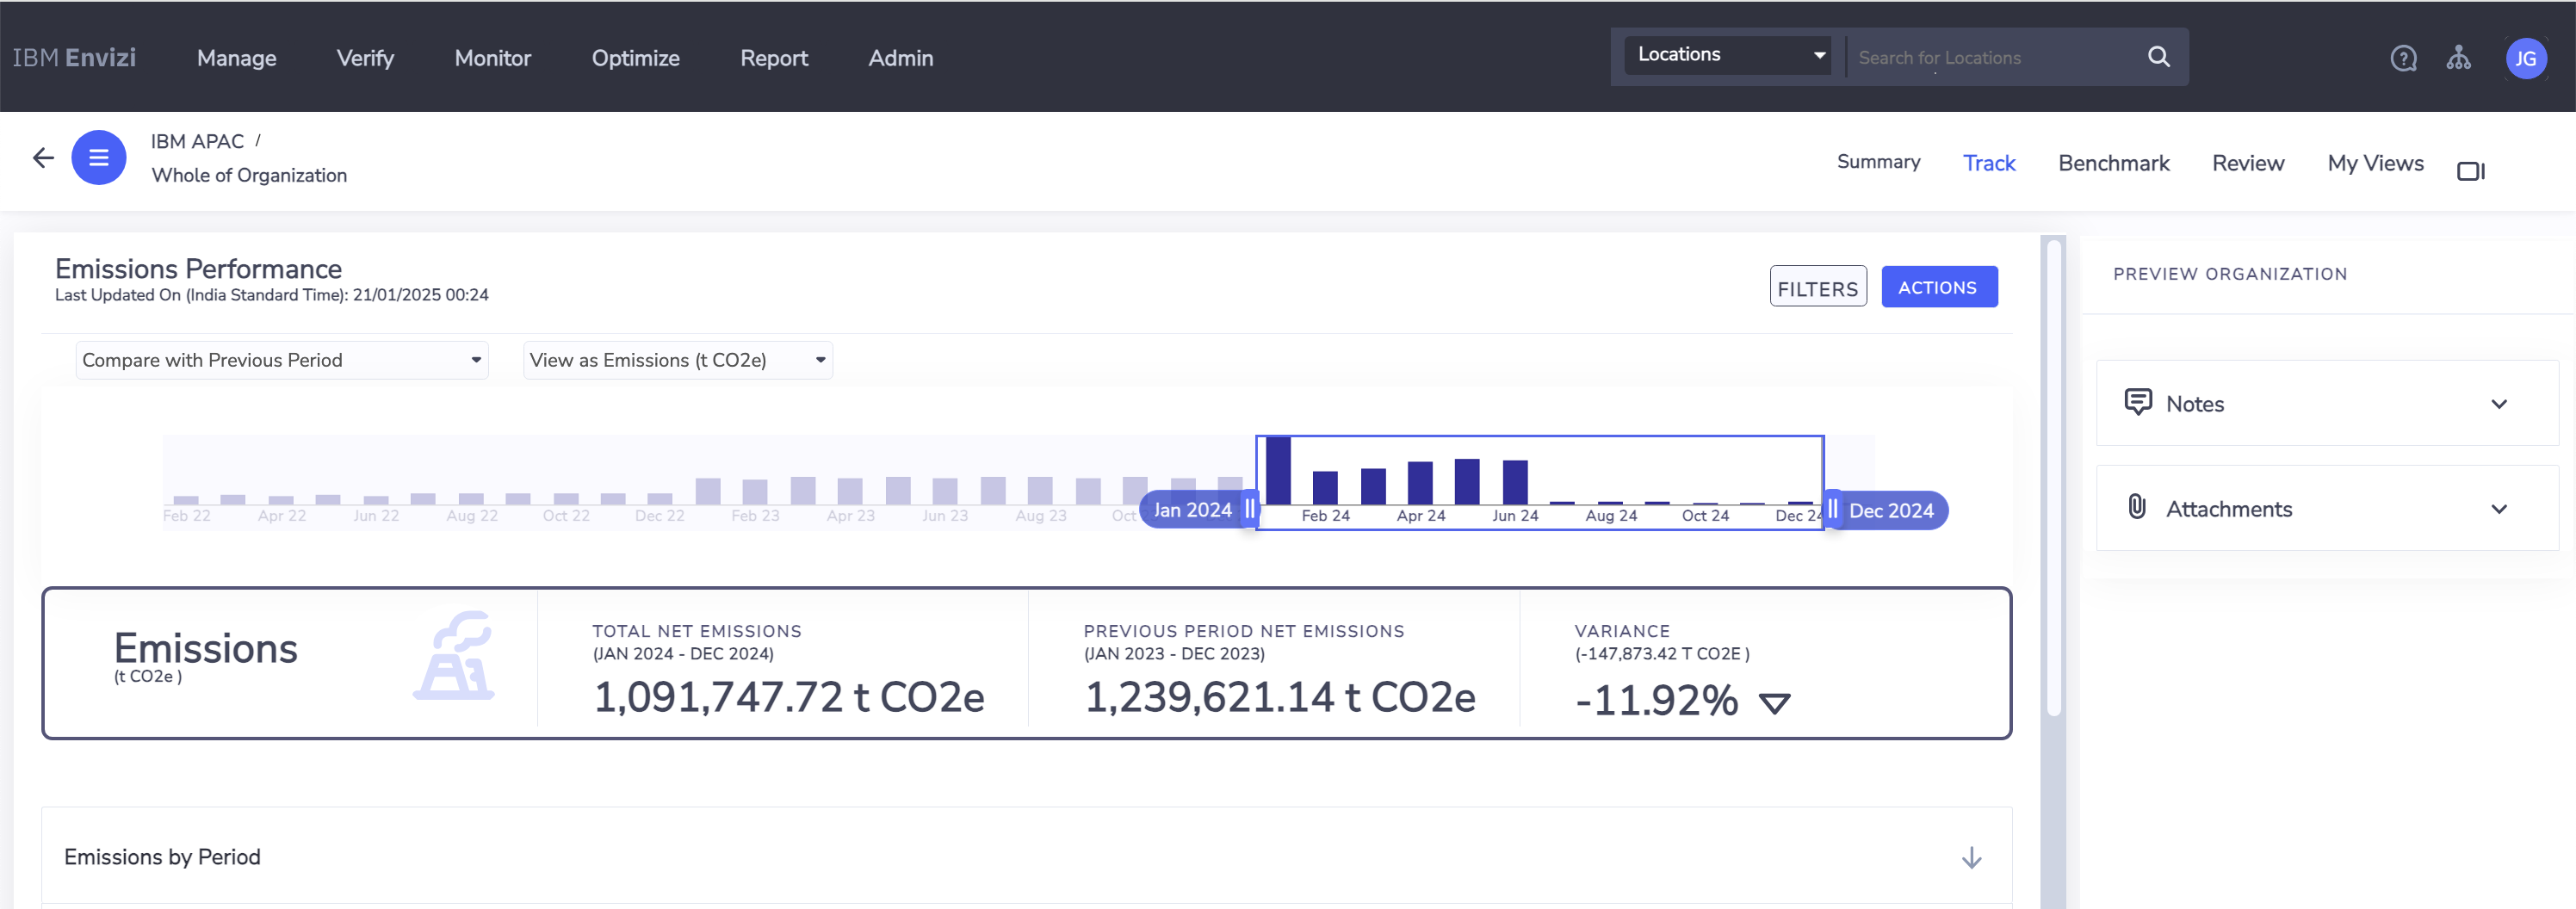 IBM Envizi
Manage
Verify
Monitor
Optimize
Report
Admin
Locations
Search for Locations
JG
IBM APAC /
Whole of Organization
Summary
Track
Benchmark
Review
My Views
Emissions Performance
Last Updated On (India Standard Time): 21/01/2025 00:24
FILTERS
ACTIONS
Compare with Previous Period
View as Emissions (t CO2e)
Feb 22
Apr 22
Jun 22
Aug 22
Oct 22
Dec 22
Feb 23
Apr 23
Jun 23
Aug 23
Oct
Jan 2024
Feb 24
Apr 24
Jun 24
Aug 24
Oct 24
Dec 24
Dec 2024
Emissions
(t CO2e )
TOTAL NET EMISSIONS
(JAN 2024 - DEC 2024)
1,091,747.72 t CO2e
PREVIOUS PERIOD NET EMISSIONS
(JAN 2023 - DEC 2023)
1,239,621.14 t CO2e
VARIANCE
(-147,873.42 T CO2E )
-11.92%
Emissions by Period
PREVIEW ORGANIZATION
Notes
Attachments